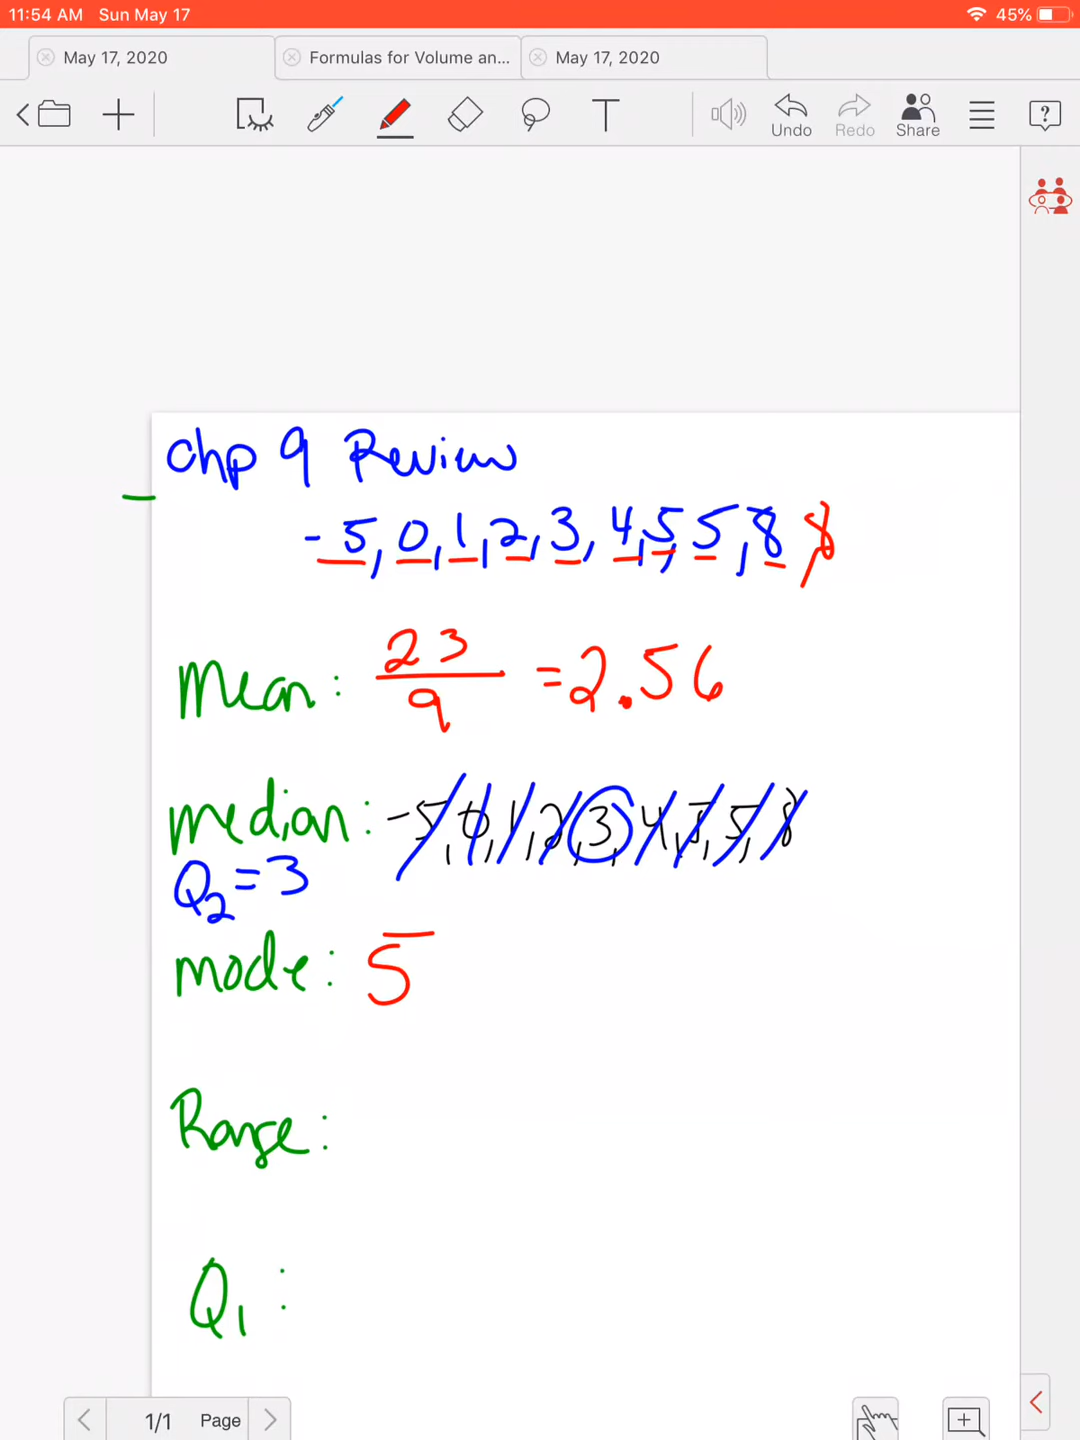 11:54 AM Sun May 17
45%
May 17, 2020
Formulas for Volume an...
May 17, 2020
T
Undo
Redo
Share
?
Chp 9 Review
-5, 0, 1, 2, 3, 4, 5, 5, 8 8
Mean: 23/9 = 2.56
median: -5, 0, 1, 2, 3, 4, 5, 5, 8
Q2 = 3
mode: 5
Range:
Q1:
1/1 Page